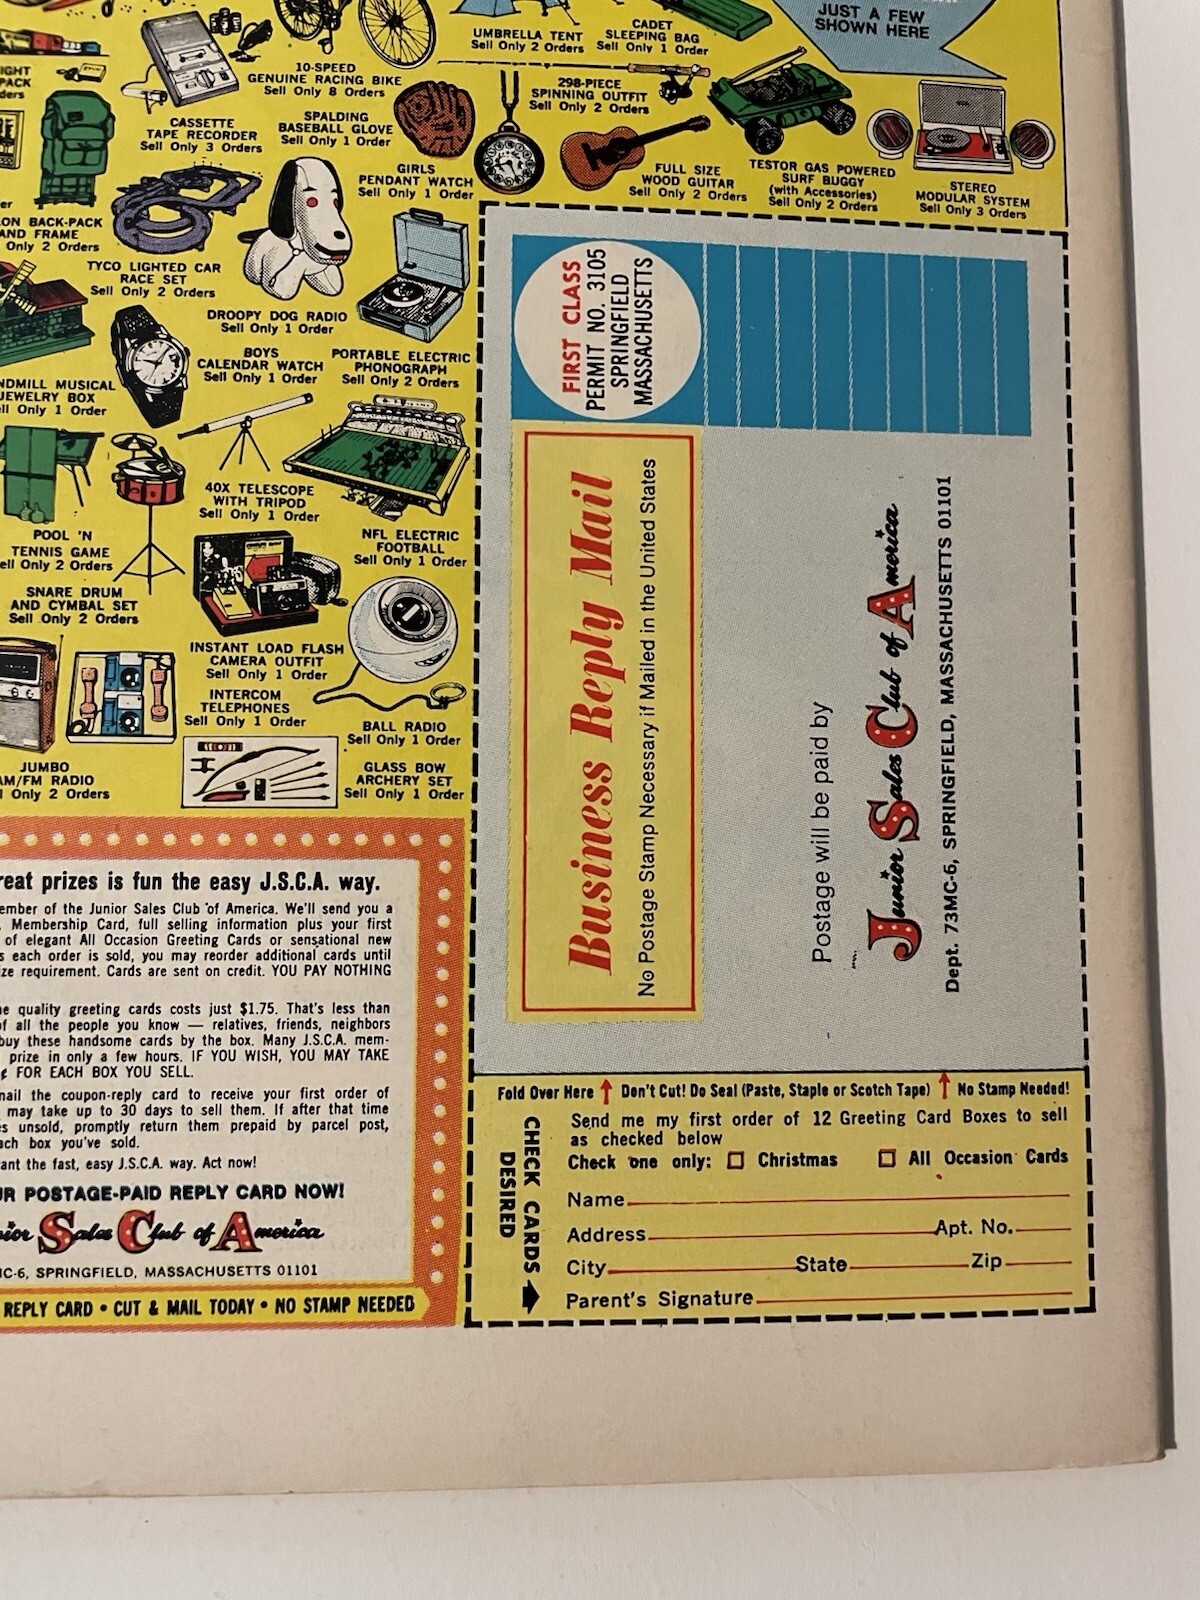 JUST A FEW
SHOWN HERE
UMBRELLA TENT
Sell Only 2 Orders
CADET
SLEEPING BAG
Sell Only 1 Order
10-SPEED
GENUINE RACING BIKE
Sell Only 8 Orders
298-PIECE
SPINNING OUTFIT
Sell Only 2 Orders
CASSETTE
TAPE RECORDER
Sell Only 3 Orders
SPALDING
BASEBALL GLOVE
Sell Only 1 Order
GIRLS
PENDANT WATCH
Sell Only 1 Order
FULL SIZE
WOOD GUITAR
Sell Only 2 Orders
TESTOR GAS POWERED
SURF BUGGY
(with Accessories)
Sell Only 2 Orders
STEREO
MODULAR SYSTEM
Sell Only 3 Orders
BACK-PACK
AND FRAME
Only 2 Orders
TYCO LIGHTED CAR
RACE SET
Sell Only 2 Orders
DROOPY DOG RADIO
Sell Only 1 Order
BOYS
CALENDAR WATCH
Sell Only 1 Order
PORTABLE ELECTRIC
PHONOGRAPH
Sell Only 2 Orders
MUSICAL
JEWELRY BOX
Only 1 Order
40X TELESCOPE
WITH TRIPOD
Sell Only 1 Order
NFL ELECTRIC
FOOTBALL
Sell Only 1 Order
POOL 'N
TENNIS GAME
Only 2 Orders
SNARE DRUM
AND CYMBAL SET
Sell Only 2 Orders
INSTANT LOAD FLASH
CAMERA OUTFIT
Sell Only 1 Order
INTERCOM
TELEPHONES
Sell Only 1 Order
BALL RADIO
Sell Only 1 Order
JUMBO
AM/FM RADIO
2 Orders
GLASS BOW
ARCHERY SET
Sell Only 1 Order
FIRST CLASS
PERMIT NO. 3105
SPRINGFIELD
MASSACHUSETTS
Business Reply Mail
No Postage Stamp Necessary if Mailed in the United States
Postage will be paid by
Junior Sales Club of America
Dept. 73MC-6, SPRINGFIELD, MASSACHUSETTS 01101
prizes is fun the easy J.S.C.A. way.
of the Junior Sales Club of America. We'll send you a
Membership Card, full selling information plus your first
of elegant All Occasion Greeting Cards or sensational new
each order is sold, you may reorder additional cards until
requirement. Cards are sent on credit. YOU PAY NOTHING
quality greeting cards costs just $1.75. That's less than
of all the people you know — relatives, friends, neighbors
buy these handsome cards by the box. Many J.S.C.A. mem-
prize in only a few hours. IF YOU WISH, YOU MAY TAKE
¢ FOR EACH BOX YOU SELL.
mail the coupon-reply card to receive your first order of
may take up to 30 days to sell them. If after that time
unsold, promptly return them prepaid by parcel post,
box you've sold.
the fast, easy J.S.C.A. way. Act now!
POSTAGE-PAID REPLY CARD NOW!
Sales Club of America
SPRINGFIELD, MASSACHUSETTS 01101
REPLY CARD • CUT & MAIL TODAY • NO STAMP NEEDED
Fold Over Here Don't Cut! Do Seal (Paste, Staple or Scotch Tape) No Stamp Needed!
CHECK CARDS
DESIRED
Send me my first order of 12 Greeting Card Boxes to sell
as checked below
Check one only: Christmas All Occasion Cards
Name
Address Apt. No.
City State Zip
Parent's Signature